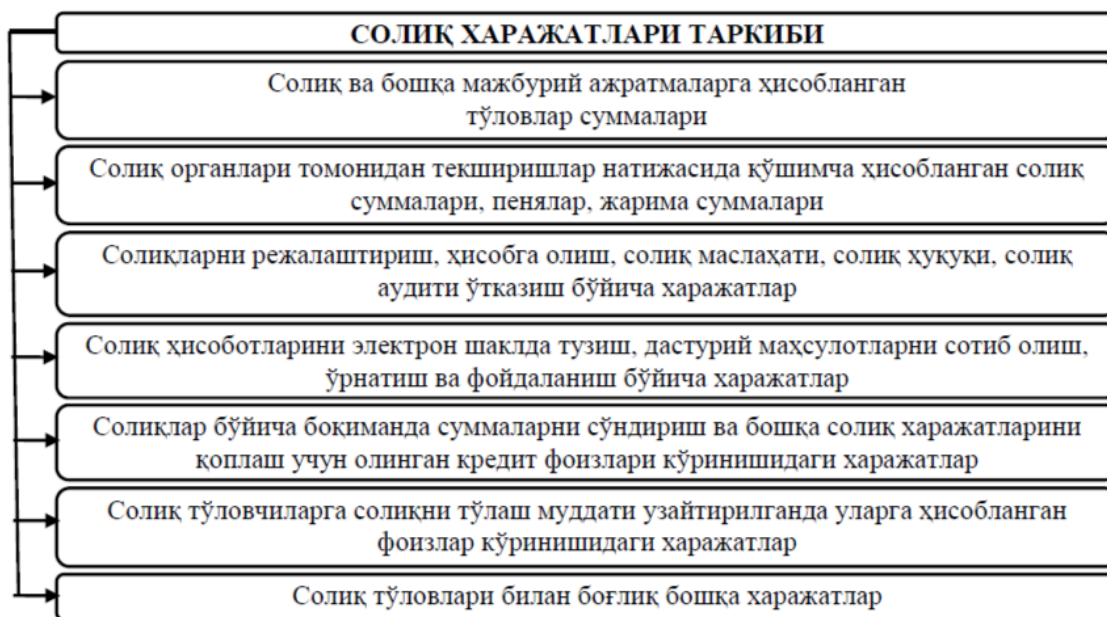 СОЛИҚ ХАРАЖАТЛАРИ ТАРКИБИ
Солиқ ва бошқа мажбурий ажратмаларга ҳисобланган
тўловлар суммалари
Солиқ органлари томонидан текширишлар натижасида қўшимча ҳисобланган солиқ
суммалари, пенялар, жарима суммалари
Солиқларни режалаштириш, ҳисобга олиш, солиқ маслаҳати, солиқ ҳуқуқи, солиқ
аудити ўтказиш бўйича харажатлар
Солиқ ҳисоботларини электрон шаклда тузиш, дастурий маҳсулотларни сотиб олиш,
ўрнатиш ва фойдаланиш бўйича харажатлар
Солиқлар бўйича боқиманда суммаларни сўндириш ва бошқа солиқ харажатларини
қоплаш учун олинган кредит фоизлари кўринишидаги харажатлар
Солиқ тўловчиларга солиқни тўлаш муддати узайтирилганда уларга ҳисобланган
фоизлар кўринишидаги харажатлар
Солиқ тўловлари билан боғлиқ бошқа харажатлар